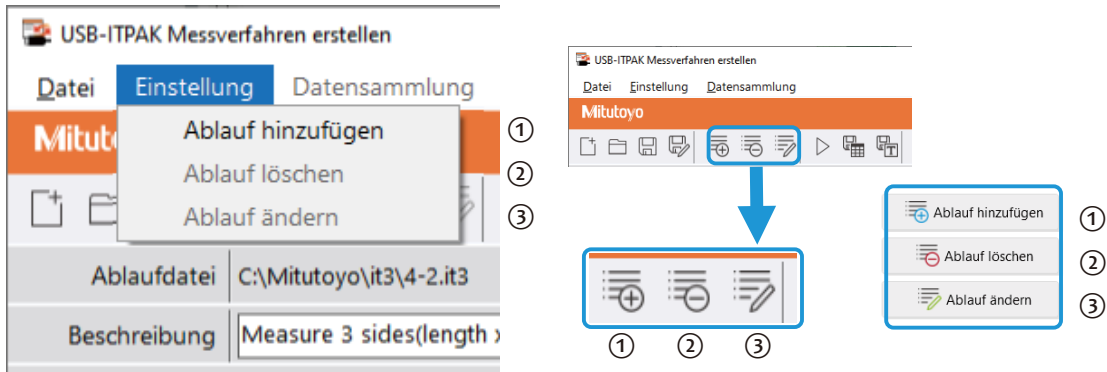 USB-ITPAK Messverfahren erstellen
Datei Einstellung Datensammlung
Mitut
Ablauf hinzufügen ①
Ablauf löschen ②
Ablauf ändern ③
Ablaufdatei C:\Mitutoyo\it3\4-2.it3
Beschreibung Measure 3 sides(length x
USB-ITPAK Messverfahren erstellen
Datei Einstellung Datensammlung
Mitutoyo
① ② ③
Ablauf hinzufügen ①
Ablauf löschen ②
Ablauf ändern ③